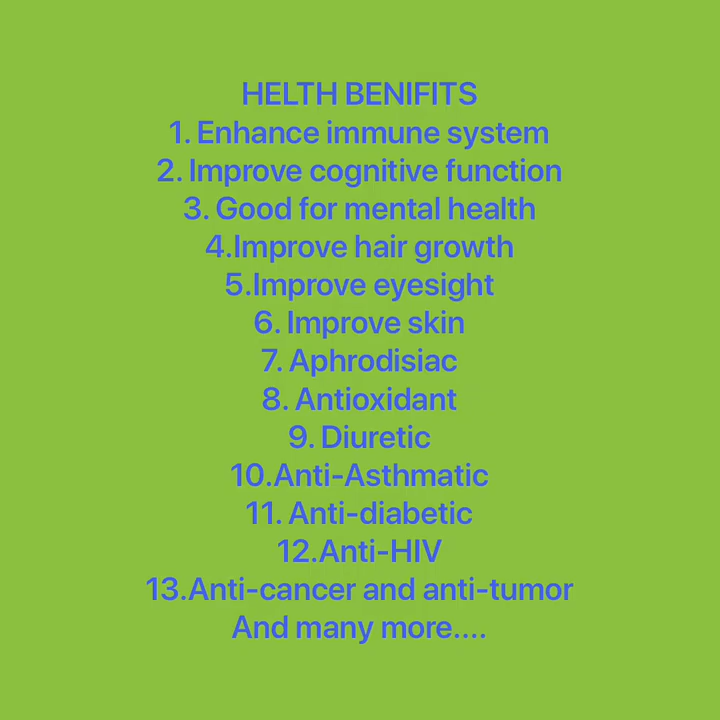 HELTH BENIFITS
1. Enhance immune system
2. Improve cognitive function
3. Good for mental health
4.Improve hair growth
5.Improve eyesight
6. Improve skin
7. Aphrodisiac
8. Antioxidant
9. Diuretic
10.Anti-Asthmatic
11. Anti-diabetic
12.Anti-HIV
13.Anti-cancer and anti-tumor
And many more....